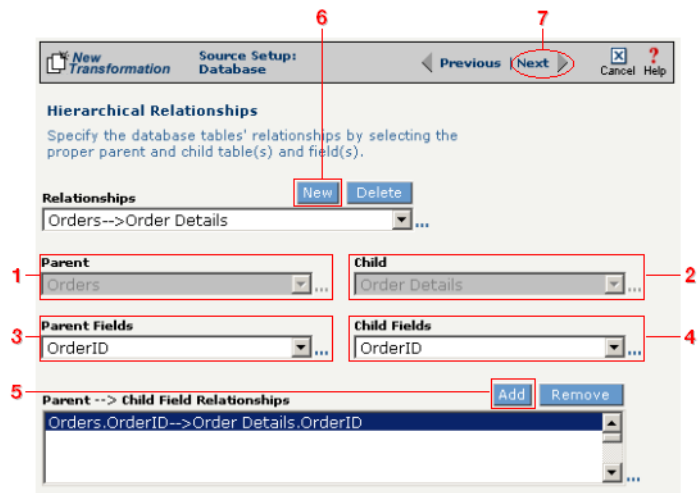 6
7
New Transformation
Source Setup: Database
Previous | Next
Cancel
?
Help
Hierarchical Relationships
Specify the database tables' relationships by selecting the
proper parent and child table(s) and field(s).
Relationships
New
Delete
Orders-->Order Details
...
1
Parent
Orders
...
Child
Order Details
...
2
3
Parent Fields
OrderID
...
Child Fields
OrderID
...
4
5
Parent --> Child Field Relationships
Add
Remove
Orders.OrderID-->Order Details.OrderID
...